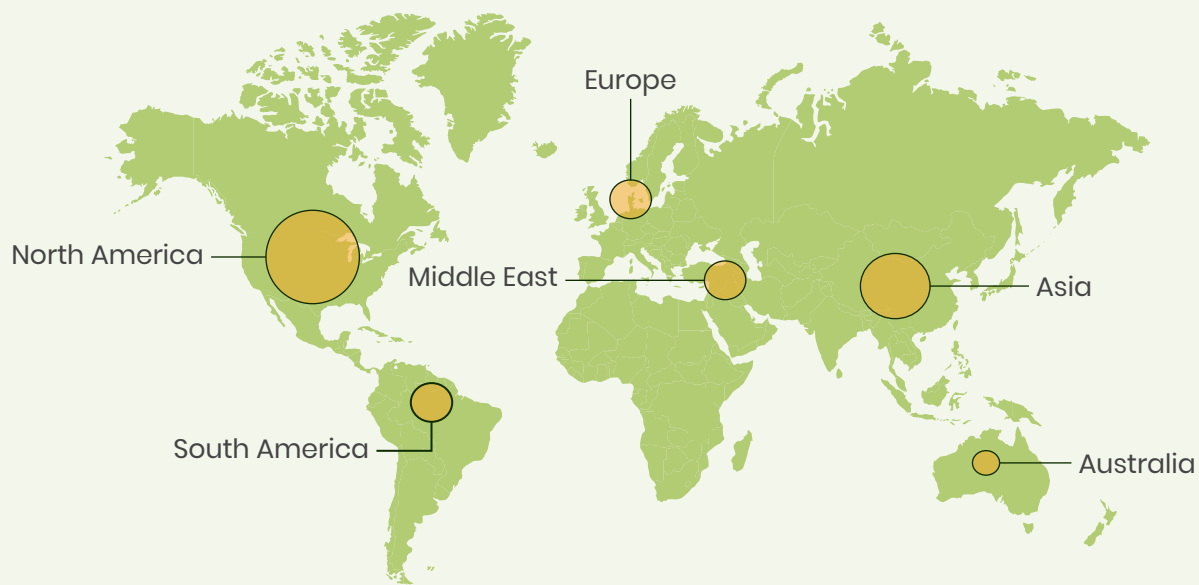 Europe
North America
Middle East
Asia
South America
Australia